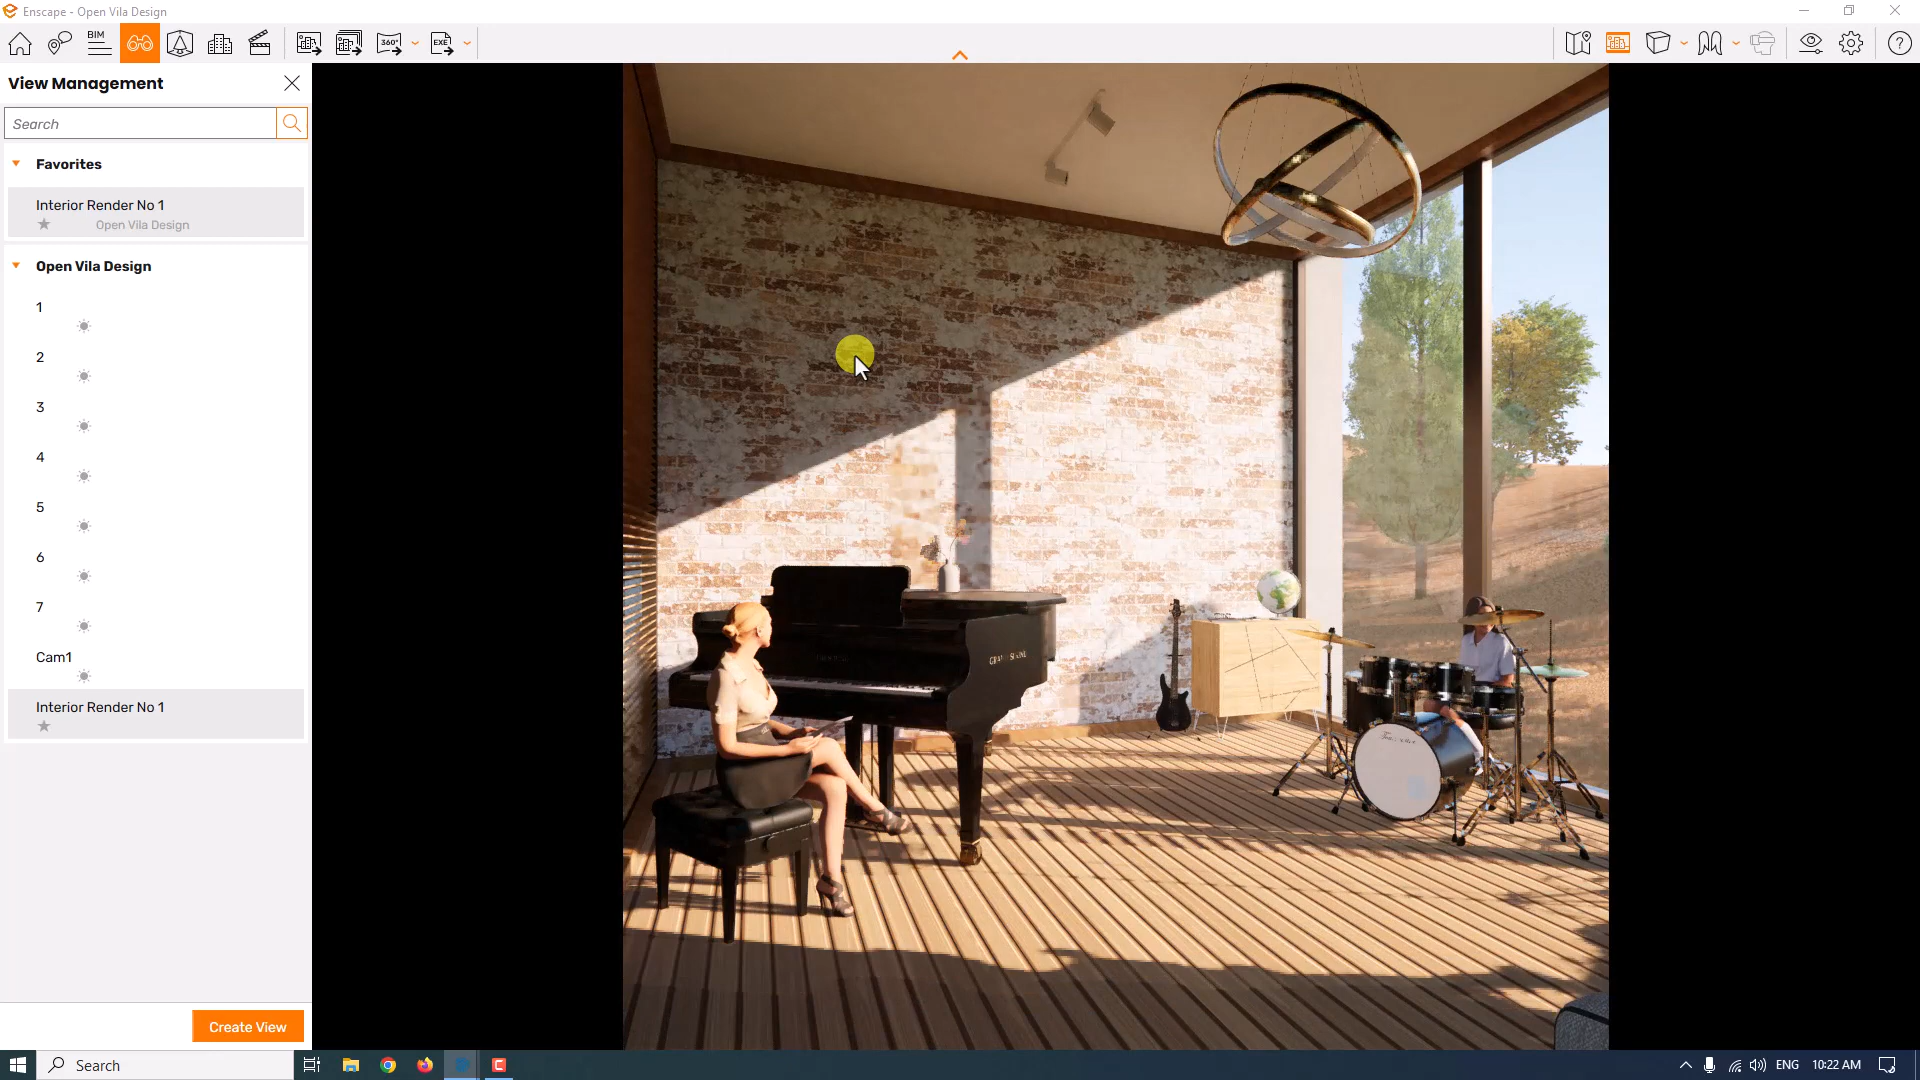 Enscape - Open Vila Design
BIM
360°
EXE
View Management
Search
Favorites
Interior Render No 1
Open Vila Design
Open Vila Design
1
2
3
4
5
6
7
Cam1
Interior Render No 1
Create View
Search
ENG
10:22 AM